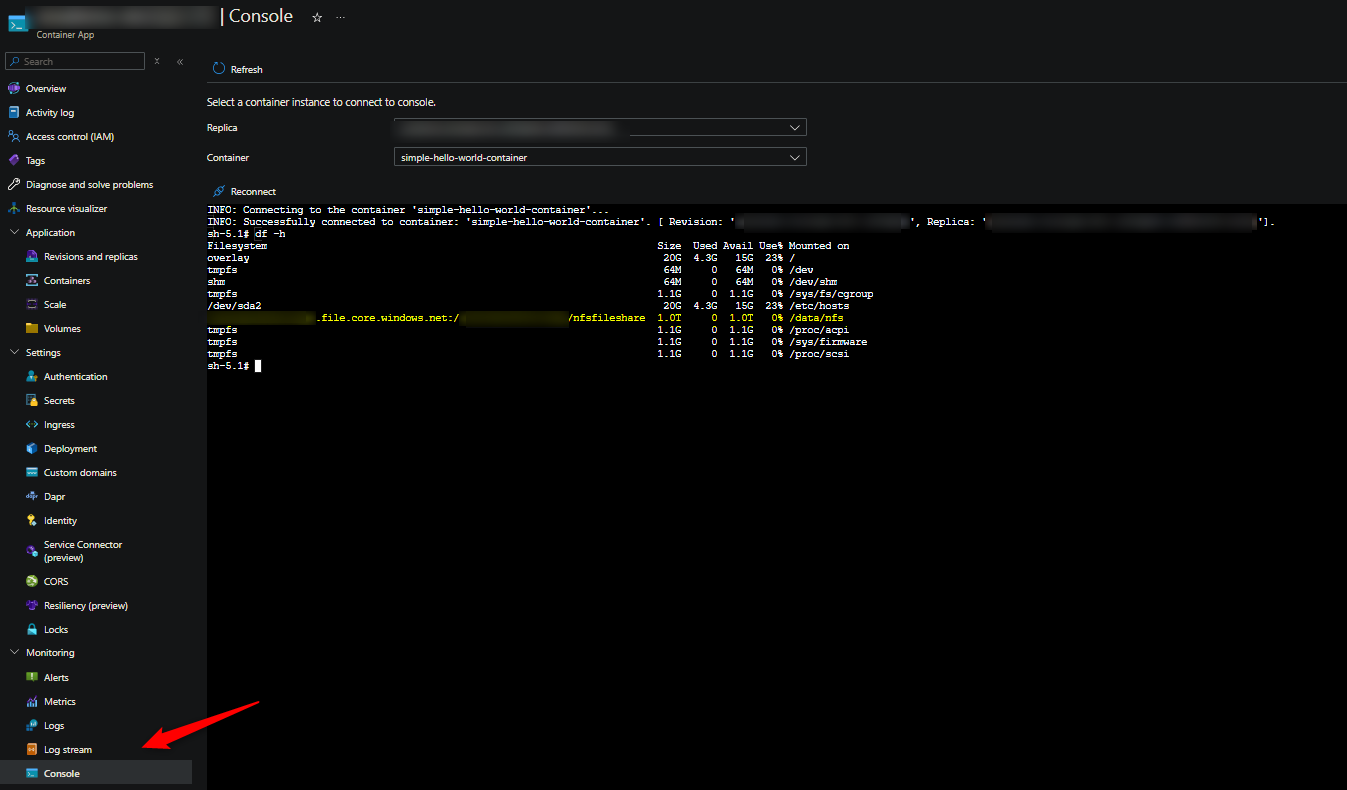 | Console
Container App
Search
Overview
Activity log
Access control (IAM)
Tags
Diagnose and solve problems
Resource visualizer
Application
Revisions and replicas
Containers
Scale
Volumes
Settings
Authentication
Secrets
Ingress
Deployment
Custom domains
Dapr
Identity
Service Connector
(preview)
CORS
Resiliency (preview)
Locks
Monitoring
Alerts
Metrics
Logs
Log stream
Console
Refresh
Select a container instance to connect to console.
Replica
Container simple-hello-world-container
Reconnect
INFO: Connecting to the container 'simple-hello-world-container'...
INFO: Successfully connected to container: 'simple-hello-world-container'. [ Revision: '', Replica: ''].
sh-5.1# df -h
Filesystem Size Used Avail Use% Mounted on
overlay 20G 4.3G 15G 23% /
tmpfs 64M 0 64M 0% /dev
shm 64M 0 64M 0% /dev/shm
tmpfs 1.1G 0 1.1G 0% /sys/fs/cgroup
/dev/sda2 20G 4.3G 15G 23% /etc/hosts
.file.core.windows.net:/ /nfsfileshare 1.0T 0 1.0T 0% /data/nfs
tmpfs 1.1G 0 1.1G 0% /proc/acpi
tmpfs 1.1G 0 1.1G 0% /sys/firmware
tmpfs 1.1G 0 1.1G 0% /proc/scsi
sh-5.1#